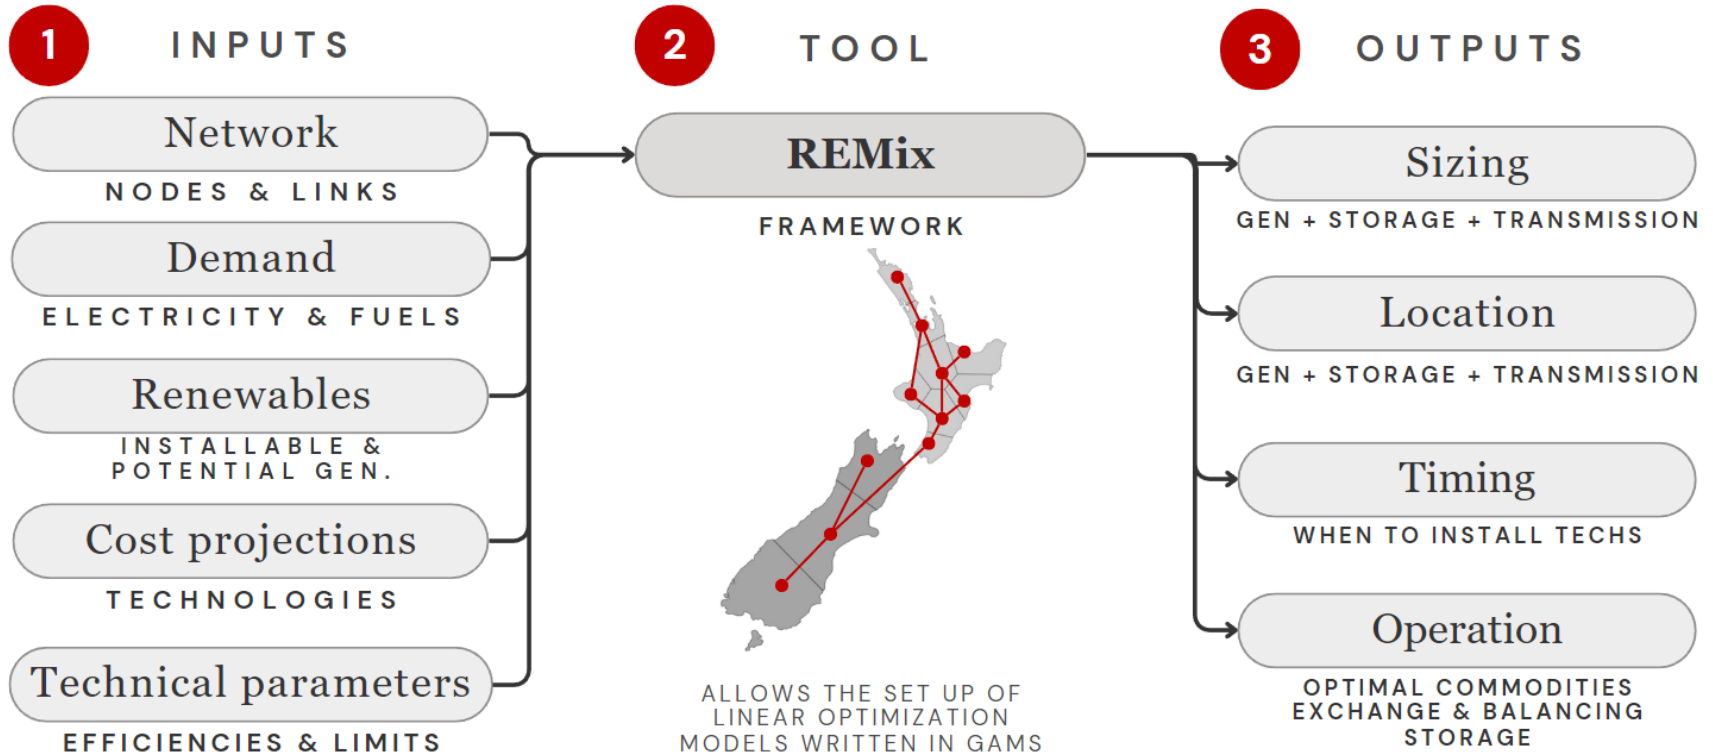 1
INPUTS
Network
NODES & LINKS
Demand
ELECTRICITY & FUELS
Renewables
INSTALLABLE &
POTENTIAL GEN.
Cost projections
TECHNOLOGIES
Technical parameters
EFFICIENCIES & LIMITS
2
TOOL
REMix
FRAMEWORK
ALLOWS THE SET UP OF
LINEAR OPTIMIZATION
MODELS WRITTEN IN GAMS
3
OUTPUTS
Sizing
GEN + STORAGE + TRANSMISSION
Location
GEN + STORAGE + TRANSMISSION
Timing
WHEN TO INSTALL TECHS
Operation
OPTIMAL COMMODITIES
EXCHANGE & BALANCING
STORAGE